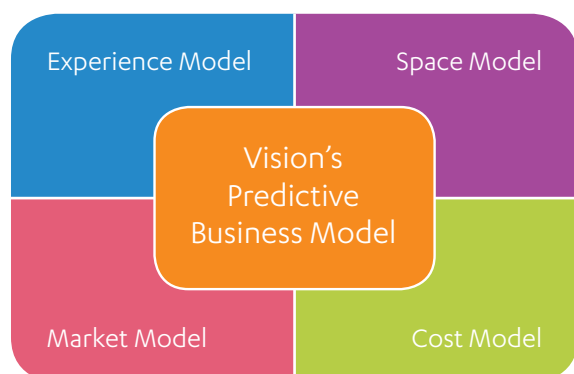 Experience Model
Space Model
Vision’s
Predictive
Business Model
Market Model
Cost Model